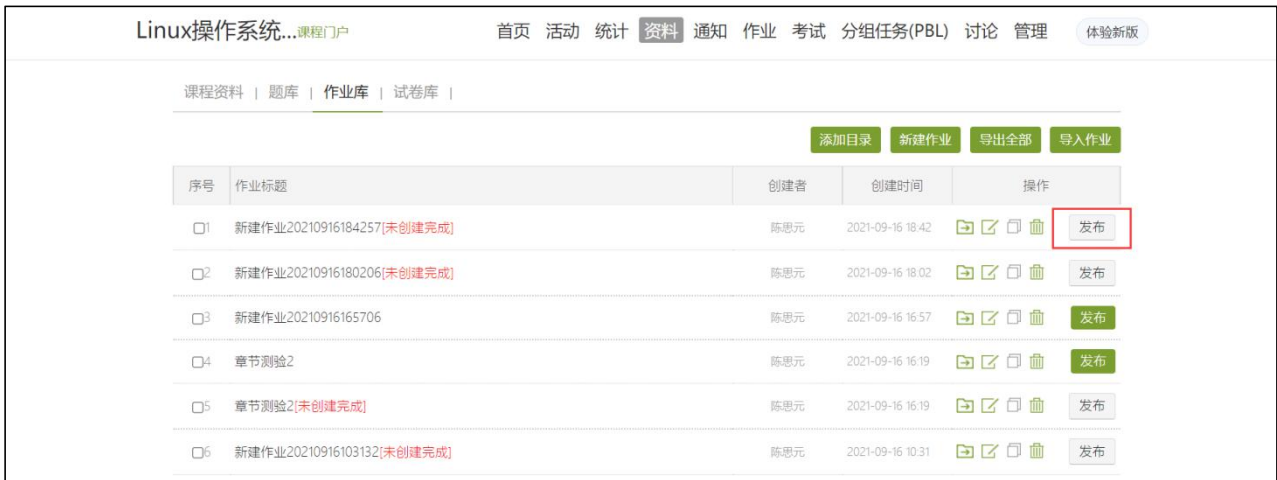 Linux操作系统...课程门户 首页 活动 统计 资料 通知 作业 考试 分组任务(PBL) 讨论 管理 体验新版
课程资料 | 题库 | 作业库 | 试卷库 |
添加目录 新建作业 导出全部 导入作业
序号 作业标题 创建者 创建时间 操作
1 新建作业20210916184257[未创建完成] 陈思元 2021-09-16 18:42 发布
2 新建作业20210916180206[未创建完成] 陈思元 2021-09-16 18:02 发布
3 新建作业20210916165706 陈思元 2021-09-16 16:57 发布
4 章节测验2 陈思元 2021-09-16 16:19 发布
5 章节测验2[未创建完成] 陈思元 2021-09-16 16:19 发布
6 新建作业20210916103132[未创建完成] 陈思元 2021-09-16 10:31 发布